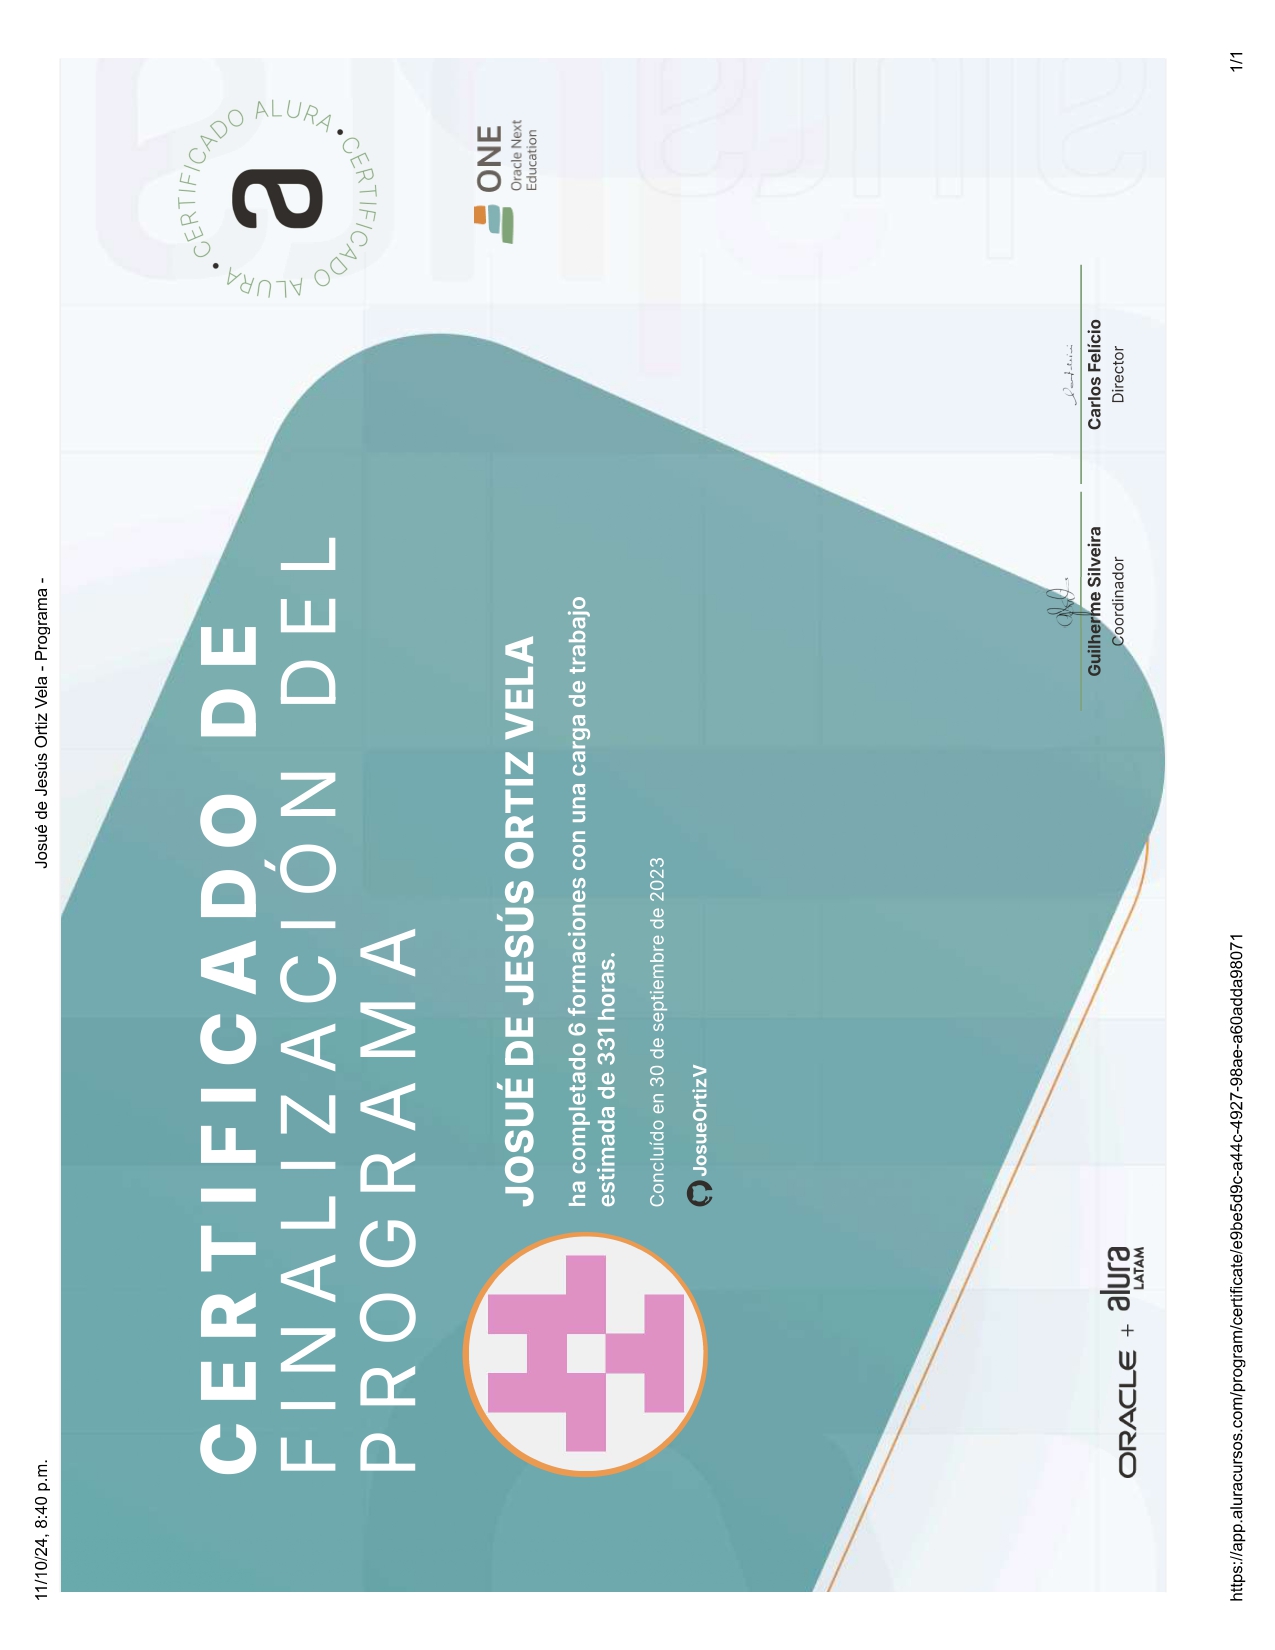 11/10/24, 8:40 p.m.
Josué de Jesús Ortiz Vela - Programa -
CERTIFICADO DE
FINALIZACIÓN DEL
PROGRAMA
CERTIFICADO ALURA • CERTIFICADO ALURA •
a
ONE
Oracle Next
Education
JOSUÉ DE JESÚS ORTIZ VELA
ha completado 6 formaciones con una carga de trabajo
estimada de 331 horas.
Concluído en 30 de septiembre de 2023
JosueOrtizV
Guilherme Silveira
Coordinador
Carlos Felício
Director
ORACLE + alura
LATAM
https://app.aluracursos.com/program/certificate/e9be5d9c-a44c-4927-98ae-a60adda98071
1/1